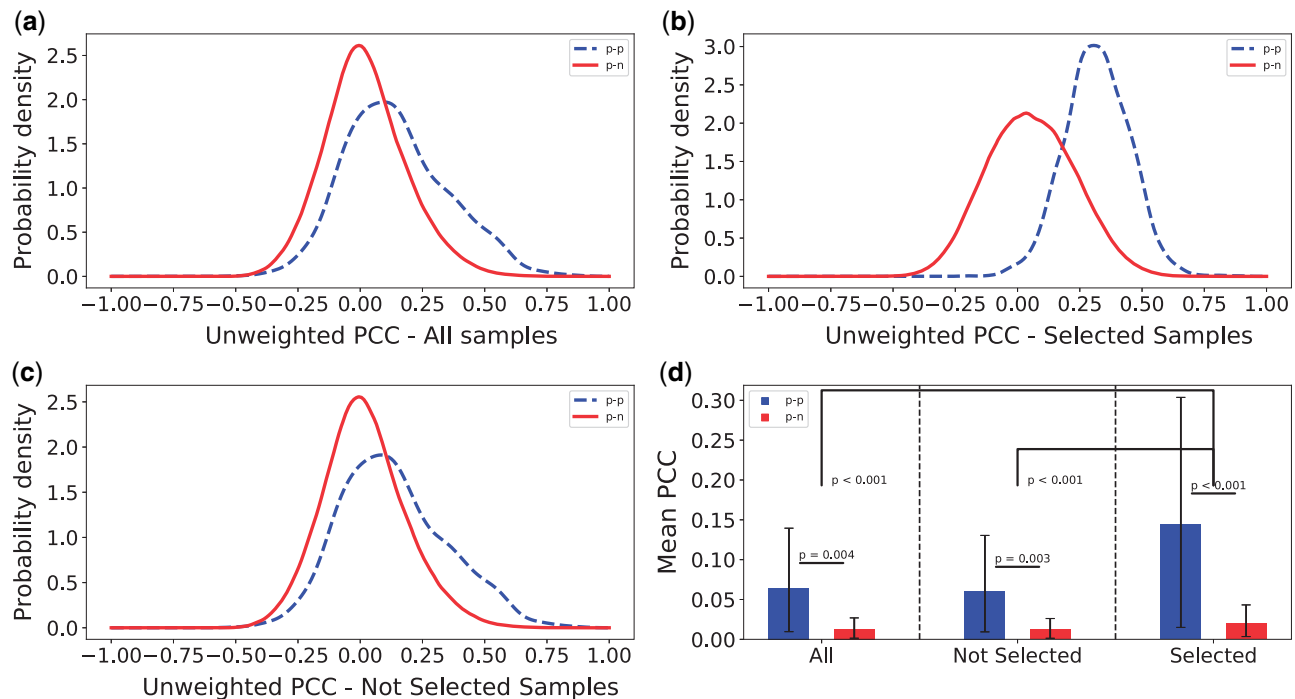 (a)
Probability density
2.5
2.0
1.5
1.0
0.5
0.0
−1.00 −0.75 −0.50 −0.25 0.00 0.25 0.50 0.75 1.00
Unweighted PCC - All samples
p-p
p-n
(b)
Probability density
3.0
2.5
2.0
1.5
1.0
0.5
0.0
−1.00 −0.75 −0.50 −0.25 0.00 0.25 0.50 0.75 1.00
Unweighted PCC - Selected Samples
p-p
p-n
(c)
Probability density
2.5
2.0
1.5
1.0
0.5
0.0
−1.00 −0.75 −0.50 −0.25 0.00 0.25 0.50 0.75 1.00
Unweighted PCC - Not Selected Samples
p-p
p-n
(d)
Mean PCC
0.30
0.25
0.20
0.15
0.10
0.05
0.00
p-p
p-n
p < 0.001
p < 0.001
p < 0.001
p = 0.004
p = 0.003
All Not Selected Selected